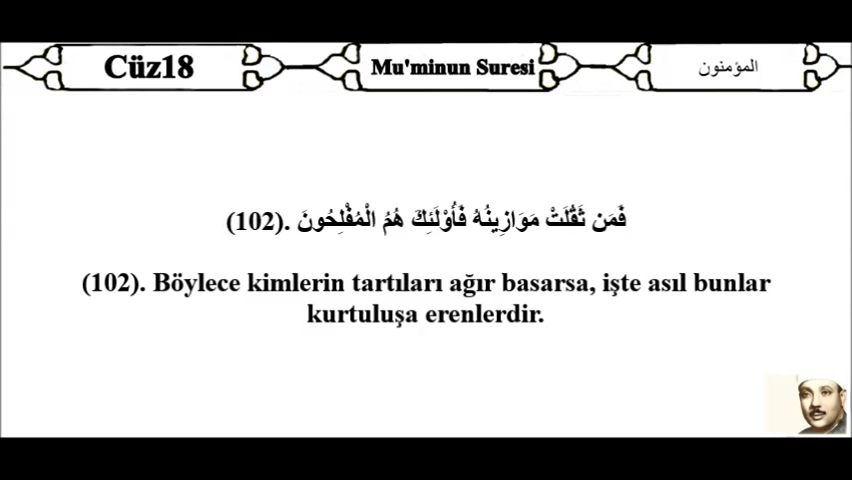 Cüz18
Mu'minun Suresi
المؤمنون
فَمَن ثَقُلَتْ مَوَازِينُهُ فَأُوْلَئِكَ هُمُ الْمُفْلِحُونَ .(102)
(102). Böylece kimlerin tartıları ağır basarsa, işte asıl bunlar
kurtuluşa erenlerdir.